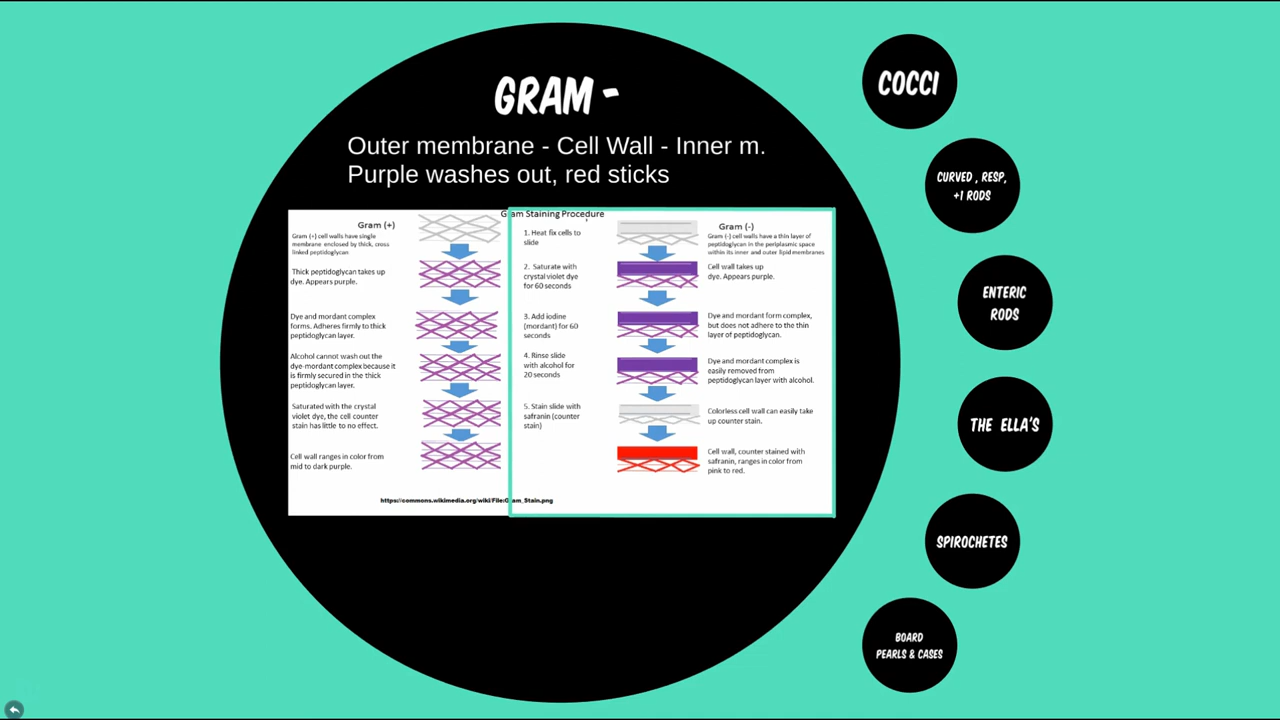 GRAM -
Outer membrane - Cell Wall - Inner m.
Purple washes out, red sticks
Gram Staining Procedure
Gram (+)
Gram (+) cell walls have single
membrane enclosed by thick, cross
linked peptidoglycan
Thick peptidoglycan takes up
dye. Appears purple.
Dye and mordant complex
forms. Adheres firmly to thick
peptidoglycan layer.
Alcohol cannot wash out the
dye-mordant complex because it
is firmly secured in the thick
peptidoglycan layer.
Saturated with the crystal
violet dye, the cell counter
stain has little to no effect.
Cell wall ranges in color from
mid to dark purple.
1. Heat fix cells to
slide
2. Saturate with
crystal violet dye
for 60 seconds
3. Add iodine
(mordant) for 60
seconds
4. Rinse slide
with alcohol for
20 seconds
5. Stain slide with
safranin (counter
stain)
Gram (-)
Gram (-) cell walls have a thin layer of
peptidoglycan in the periplasmic space
within its inner and outer lipid membranes
Cell wall takes up
dye. Appears purple.
Dye and mordant form complex,
but does not adhere to the thin
layer of peptidoglycan.
Dye and mordant complex is
easily removed from
peptidoglycan layer with alcohol.
Colorless cell wall can easily take
up counter stain.
Cell wall, counter stained with
safranin, ranges in color from
pink to red.
https://commons.wikimedia.org/wiki/File:Gram_Stain.png
COCCI
CURVED , RESP,
+1 RODS
ENTERIC
RODS
THE ELLA'S
SPIROCHETES
BOARD
PEARLS & CASES